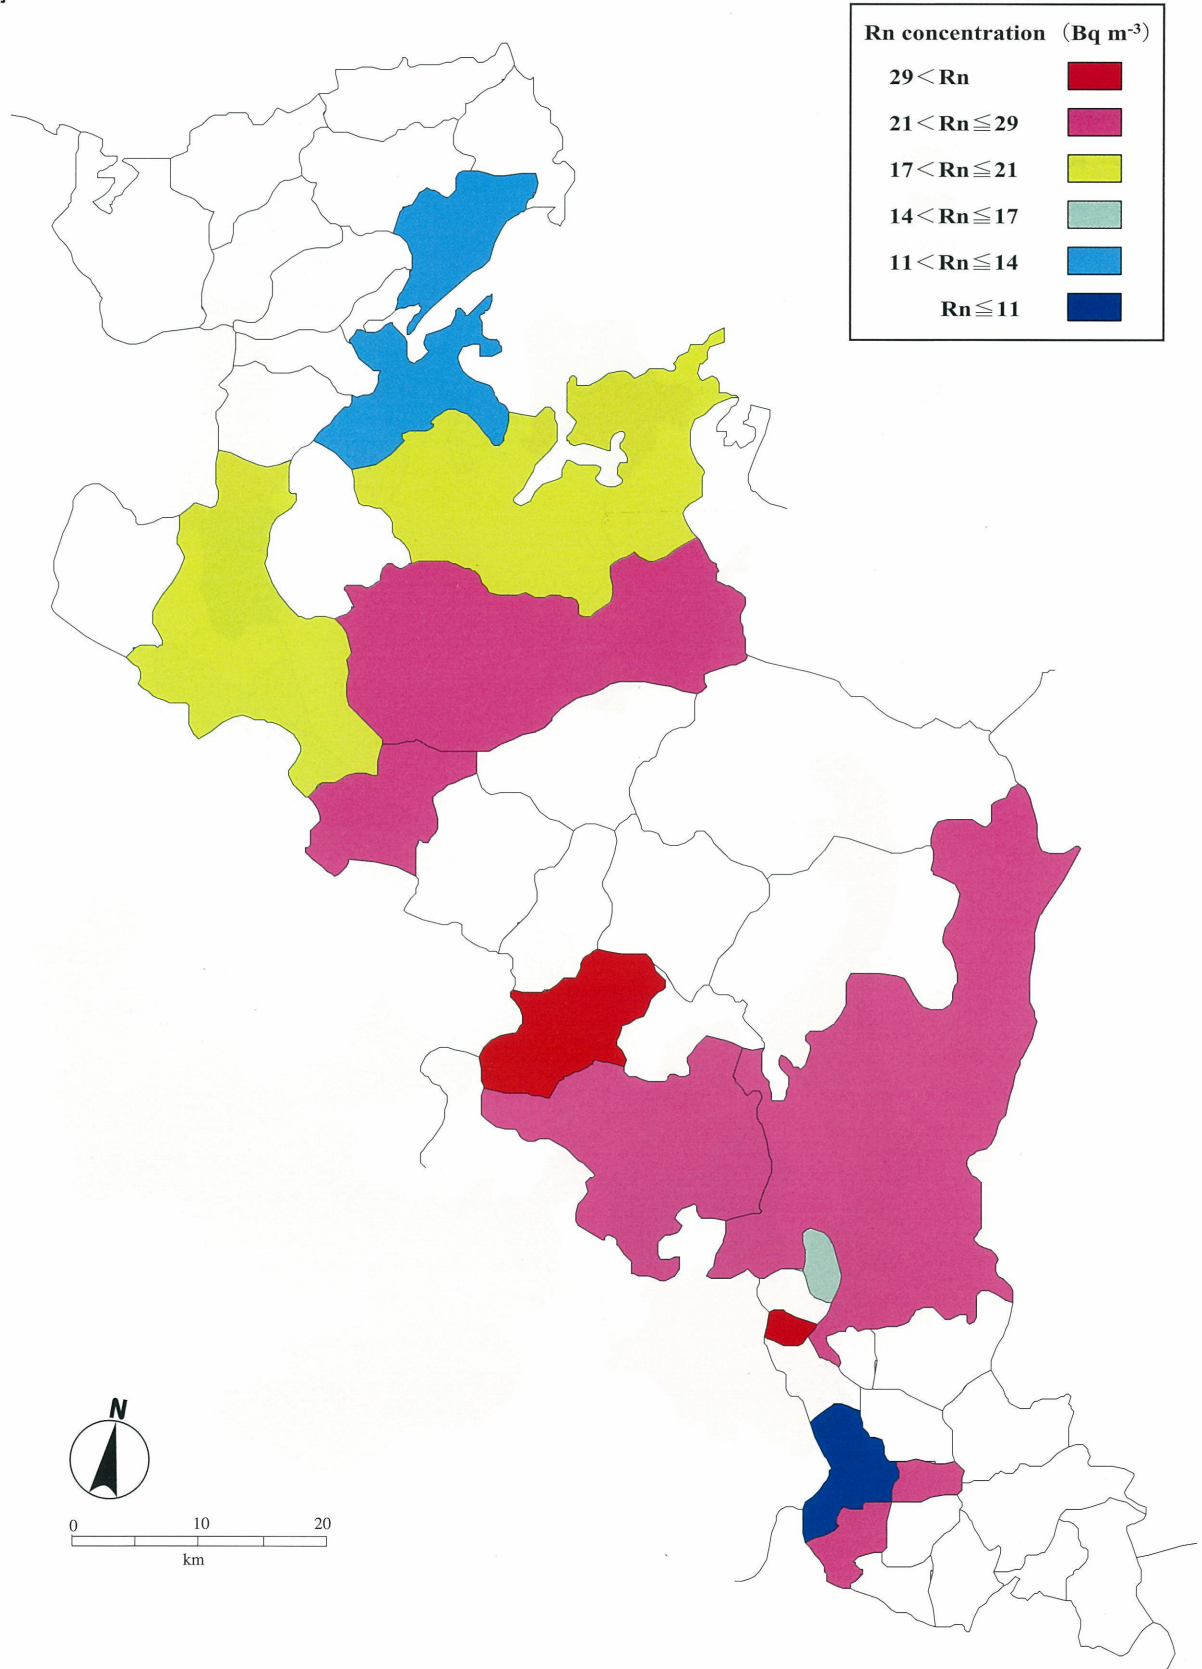 Rn concentration （Bq m-3）
29＜Rn
21＜Rn≦29
17＜Rn≦21
14＜Rn≦17
11＜Rn≦14
Rn≦11
N
0 10 20
km